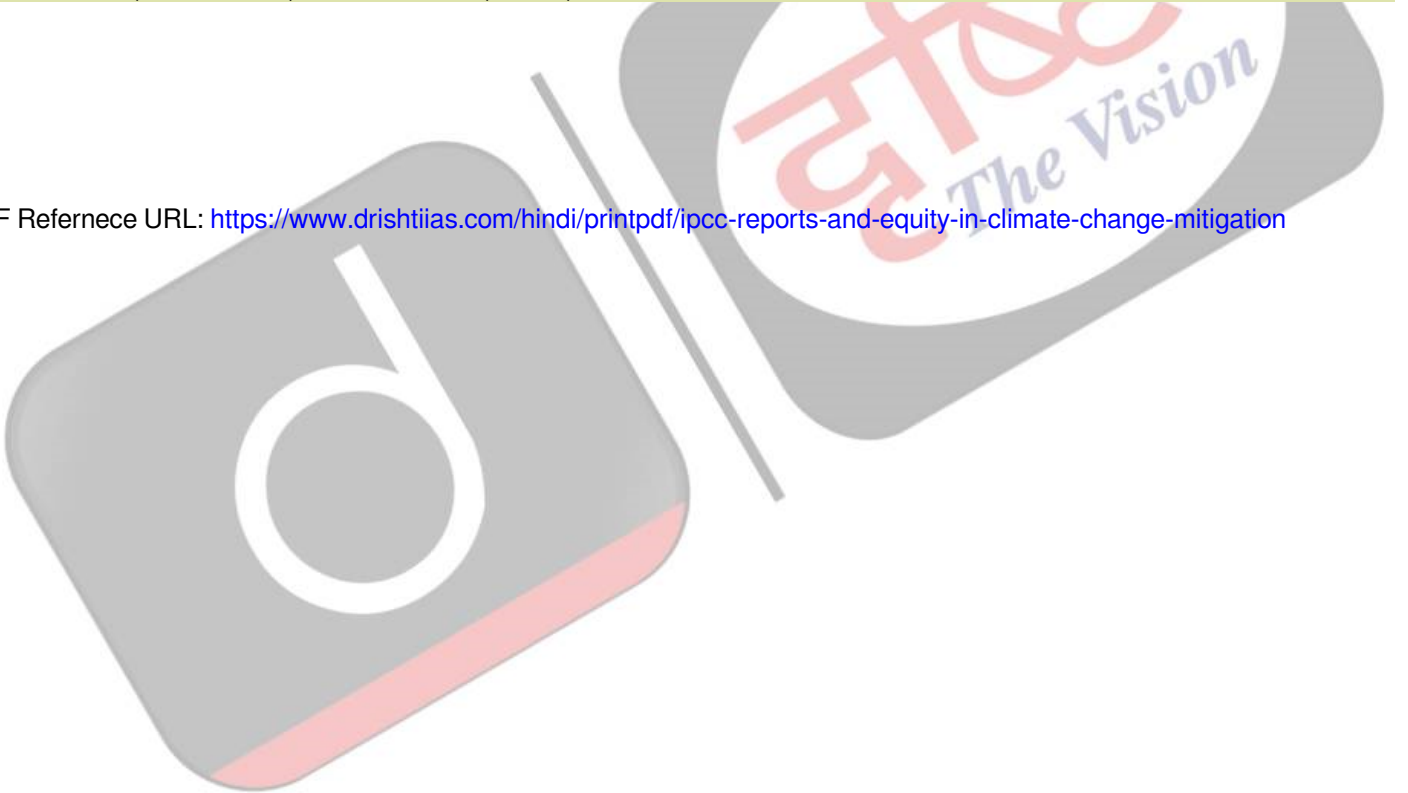 दृष्टि
The Vision
F Refernece URL: https://www.drishtiias.com/hindi/printpdf/ipcc-reports-and-equity-in-climate-change-mitigation
d